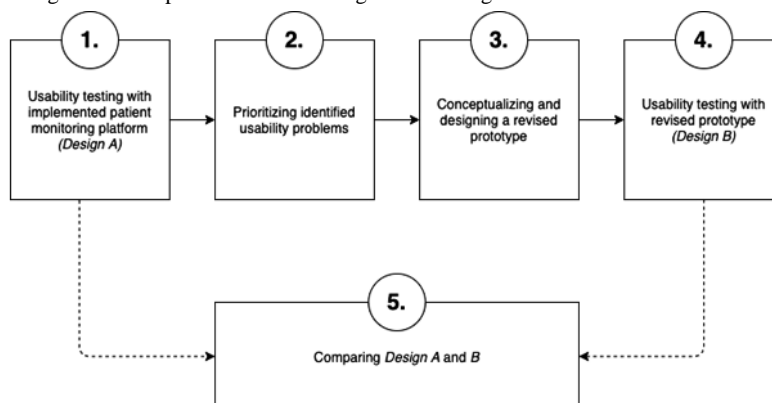 1.
Usability testing with
implemented patient
monitoring platform
(Design A)
2.
Prioritizing identified
usability problems
3.
Conceptualizing and
designing a revised
prototype
4.
Usability testing with
revised prototype
(Design B)
5.
Comparing Design A and B